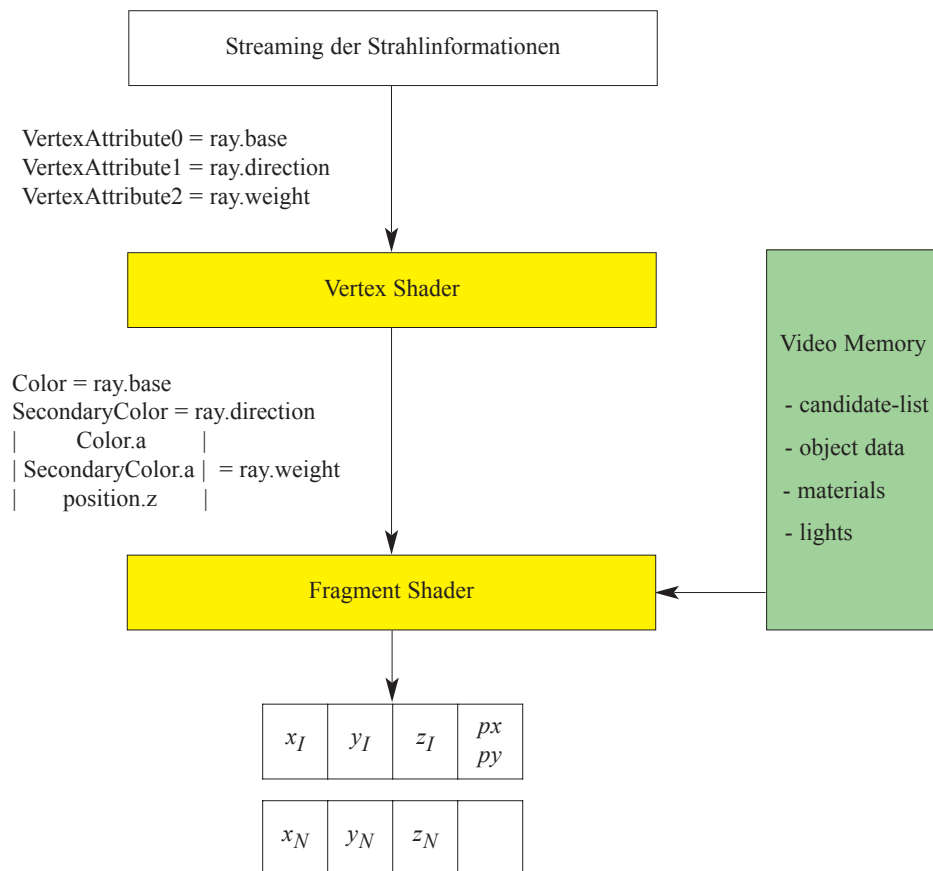 Streaming der Strahlinformationen
VertexAttribute0 = ray.base
VertexAttribute1 = ray.direction
VertexAttribute2 = ray.weight
Vertex Shader
Color = ray.base
SecondaryColor = ray.direction
| Color.a |
| SecondaryColor.a | = ray.weight
| position.z |
Video Memory
- candidate-list
- object data
- materials
- lights
Fragment Shader
x_I y_I z_I px
py
x_N y_N z_N